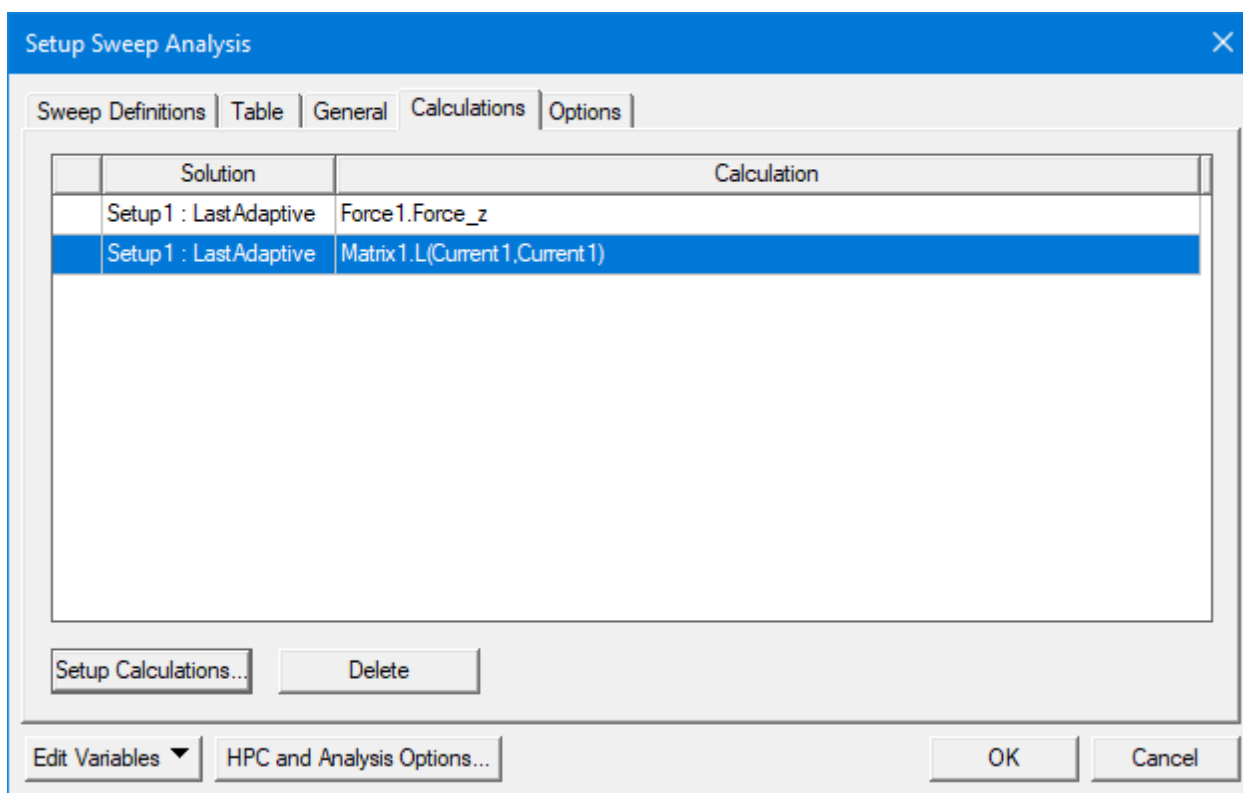 Setup Sweep Analysis
Sweep Definitions Table General Calculations Options
Solution Calculation
Setup1 : LastAdaptive Force1.Force_z
Setup1 : LastAdaptive Matrix1.L(Current1,Current1)
Setup Calculations... Delete
Edit Variables HPC and Analysis Options... OK Cancel